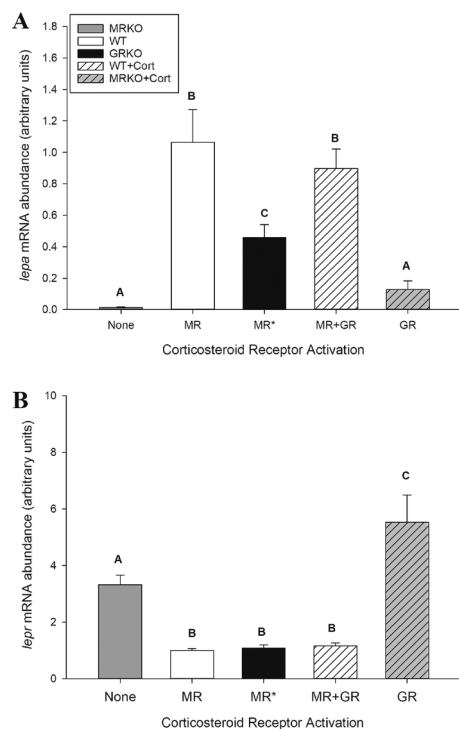 A
lepa mRNA abundance (arbitrary units)
1.8
1.6
1.4
1.2
1.0
0.8
0.6
0.4
0.2
0.0
MRKO
WT
GRKO
WT+Cort
MRKO+Cort
A
B
C
B
A
None MR MR* MR+GR GR
Corticosteroid Receptor Activation
B
lepr mRNA abundance (arbitrary units)
10
8
6
4
2
0
A
B
B
B
C
None MR MR* MR+GR GR
Corticosteroid Receptor Activation